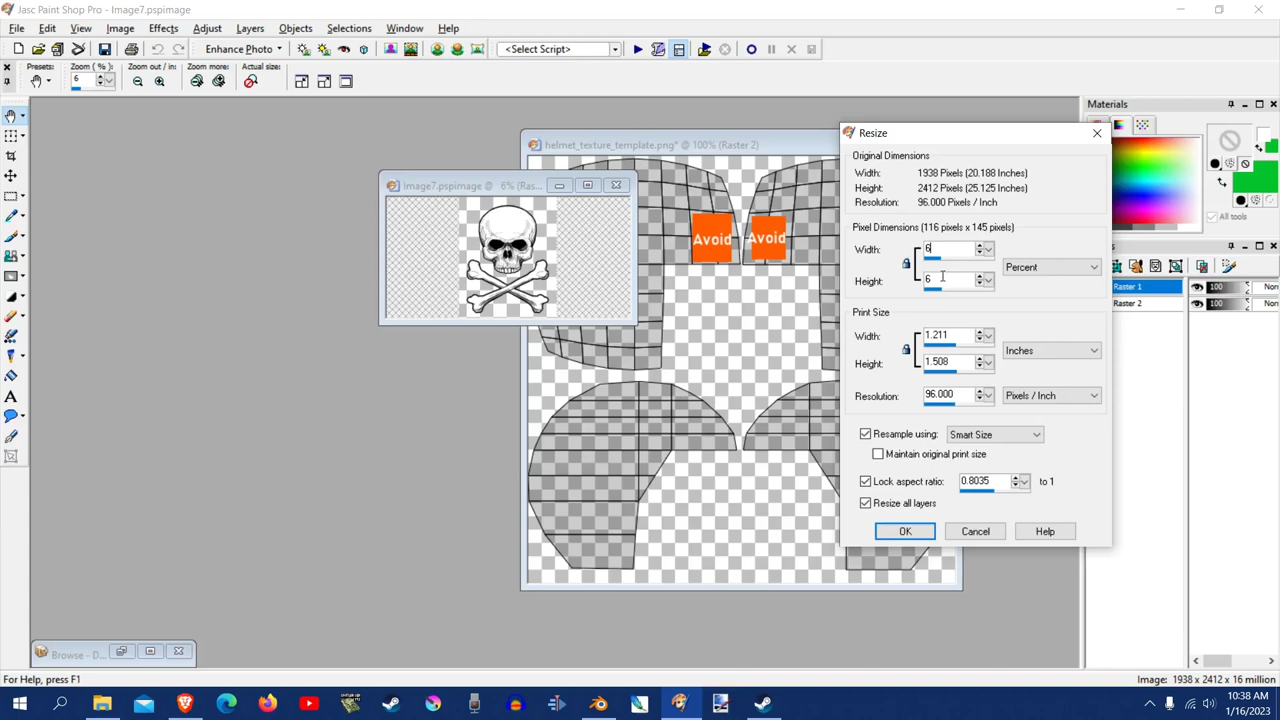 Jasc Paint Shop Pro - Image7.pspimage
File Edit View Image Effects Adjust Layers Objects Selections Window Help
Enhance Photo
<Select Script>
Presets: Zoom ( % ): Zoom out / in: Zoom more: Actual size:
6
Materials
All tools
helmet_texture_template.png* @ 100% (Raster 2)
Image7.pspimage @ 6% (Ras...
Avoid
Avoid
Resize
Original Dimensions
Width: 1938 Pixels (20.188 Inches)
Height: 2412 Pixels (25.125 Inches)
Resolution: 96.000 Pixels / Inch
Pixel Dimensions (116 pixels x 145 pixels)
Width: 6
Percent
Height: 6
Print Size
Width: 1.211
Inches
Height: 1.508
Resolution: 96.000 Pixels / Inch
Resample using: Smart Size
Maintain original print size
Lock aspect ratio: 0.8035 to 1
Resize all layers
OK Cancel Help
Raster 1 100 Non
Raster 2 100 Non
Browse - D...
For Help, press F1
Image: 1938 x 2412 x 16 million
10:38 AM
1/16/2023